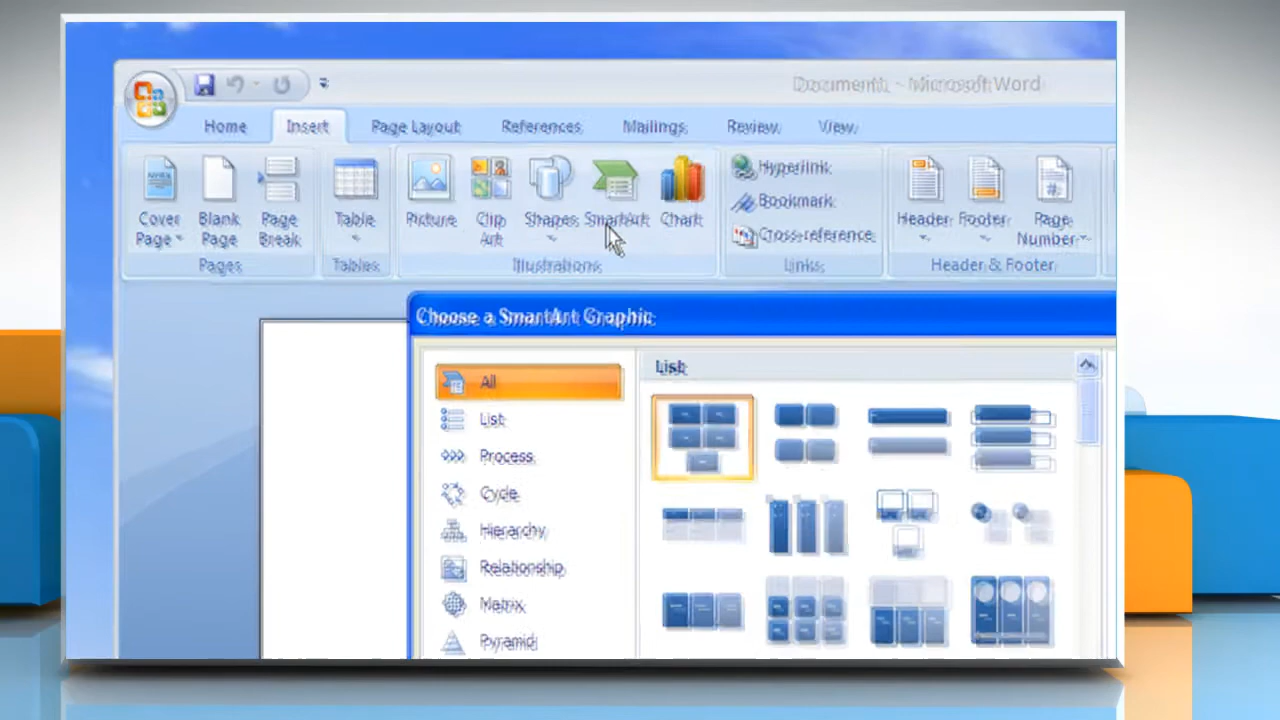 Document1 - Microsoft Word
Home Insert Page Layout References Mailings Review View
Cover Page Blank Page Page Break Table Picture Clip Art Shapes SmartArt Chart Hyperlink Bookmark Cross-reference Header Footer Page Number
Pages Tables Illustrations Links Header & Footer
Choose a SmartArt Graphic
All
List
Process
Cycle
Hierarchy
Relationship
Matrix
Pyramid
List